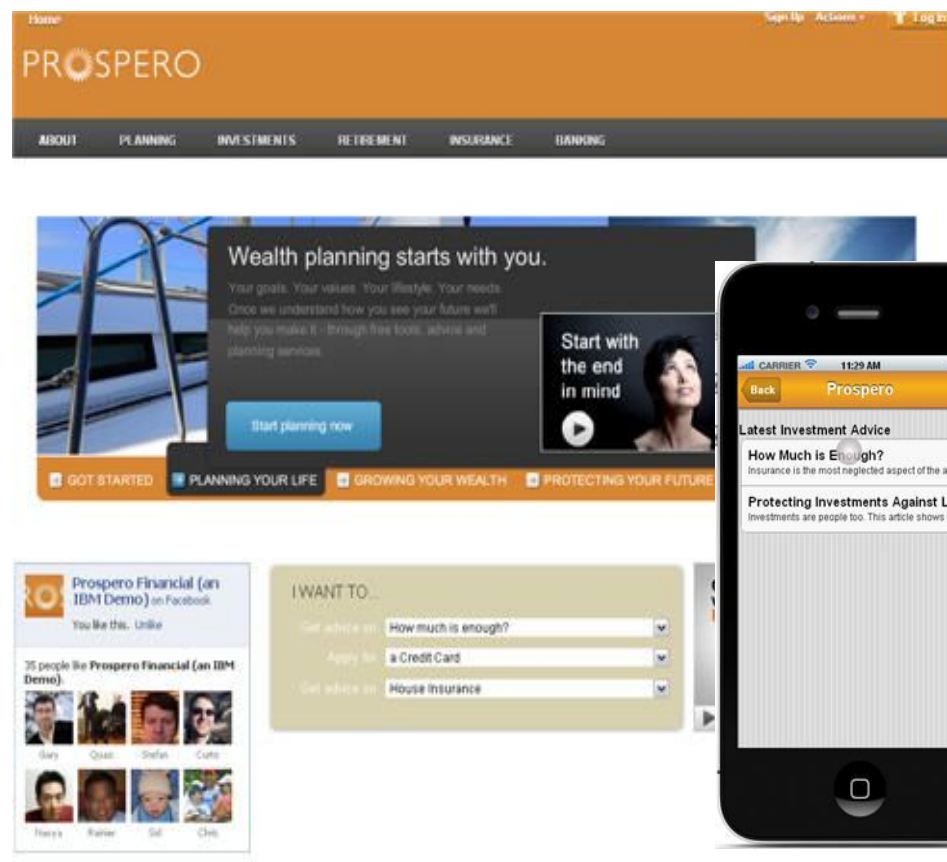 Home
Sign Up Actions Log In
PROSPERO
ABOUT PLANNING INVESTMENTS RETIREMENT INSURANCE BANKING
Wealth planning starts with you.
Your goals. Your values. Your lifestyle. Your needs.
Once we understand how you see your future we'll
help you make it - through free tools, advice and
planning services.
Start planning now
Start with
the end
in mind
GOT STARTED PLANNING YOUR LIFE GROWING YOUR WEALTH PROTECTING YOUR FUTURE
CARRIER 11:29 AM
Back Prospero
Latest Investment Advice
How Much is Enough?
Insurance is the most neglected aspect of the a
Protecting Investments Against L
Investments are people too. This article shows
Prospero Financial (an
IBM Demo) on Facebook
You like this. Unlike
35 people like Prospero Financial (an IBM
Demo).
Gary Quan Stefan Curtis
Rainer Sid Chris
I WANT TO...
Get advice on How much is enough?
Apply for a Credit Card
Get advice on House Insurance